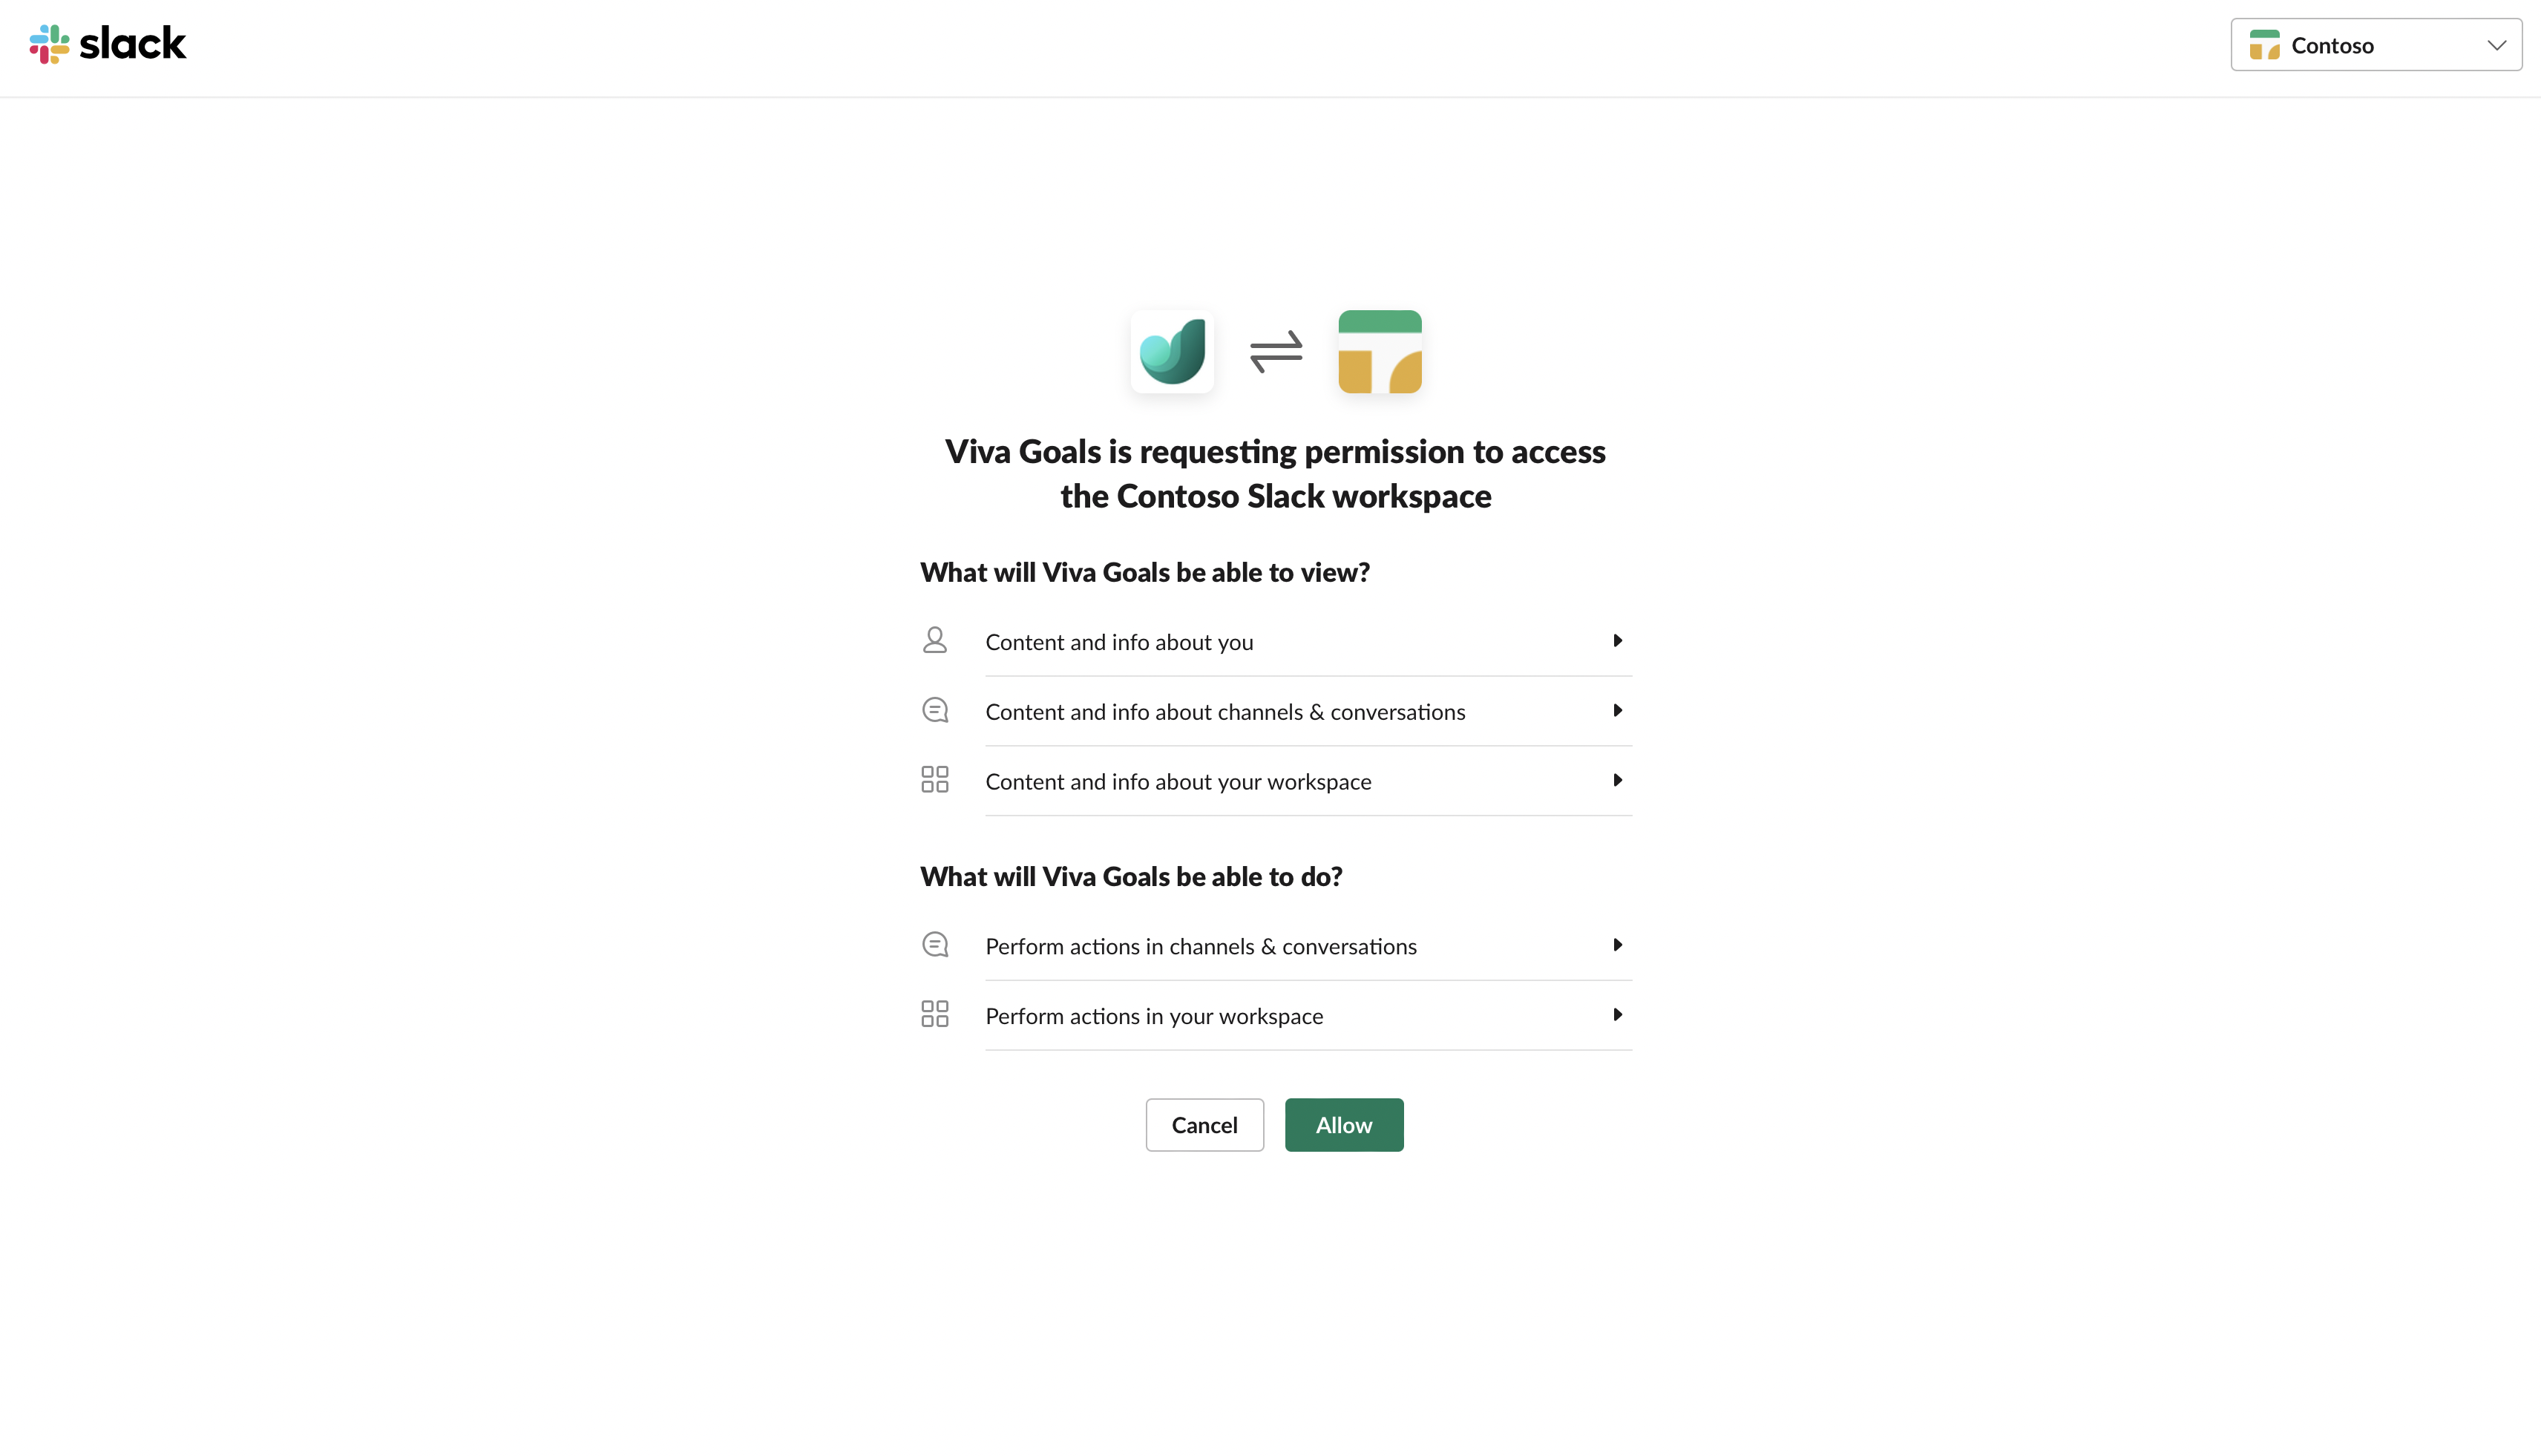 slack
Contoso
Viva Goals is requesting permission to access
the Contoso Slack workspace
What will Viva Goals be able to view?
Content and info about you
Content and info about channels & conversations
Content and info about your workspace
What will Viva Goals be able to do?
Perform actions in channels & conversations
Perform actions in your workspace
Cancel
Allow